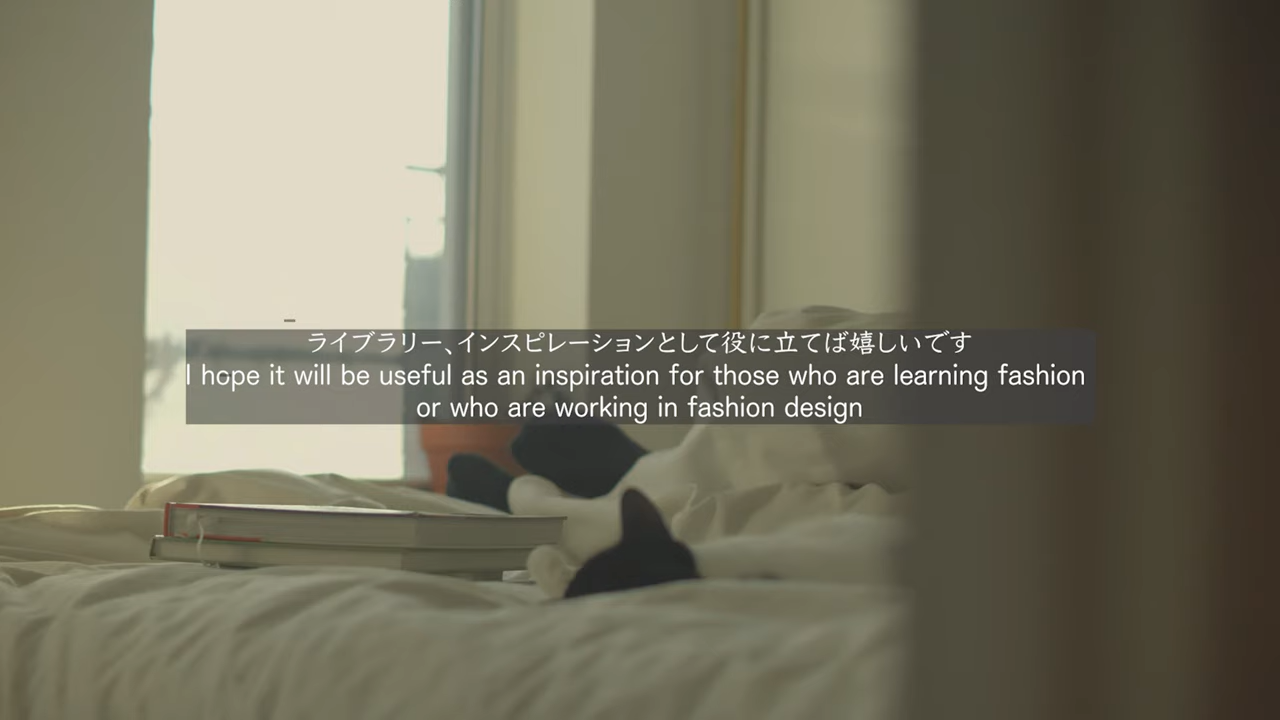 ライブラリー、インスピレーションとして役に立てば嬉しいです
I hope it will be useful as an inspiration for those who are learning fashion
or who are working in fashion design